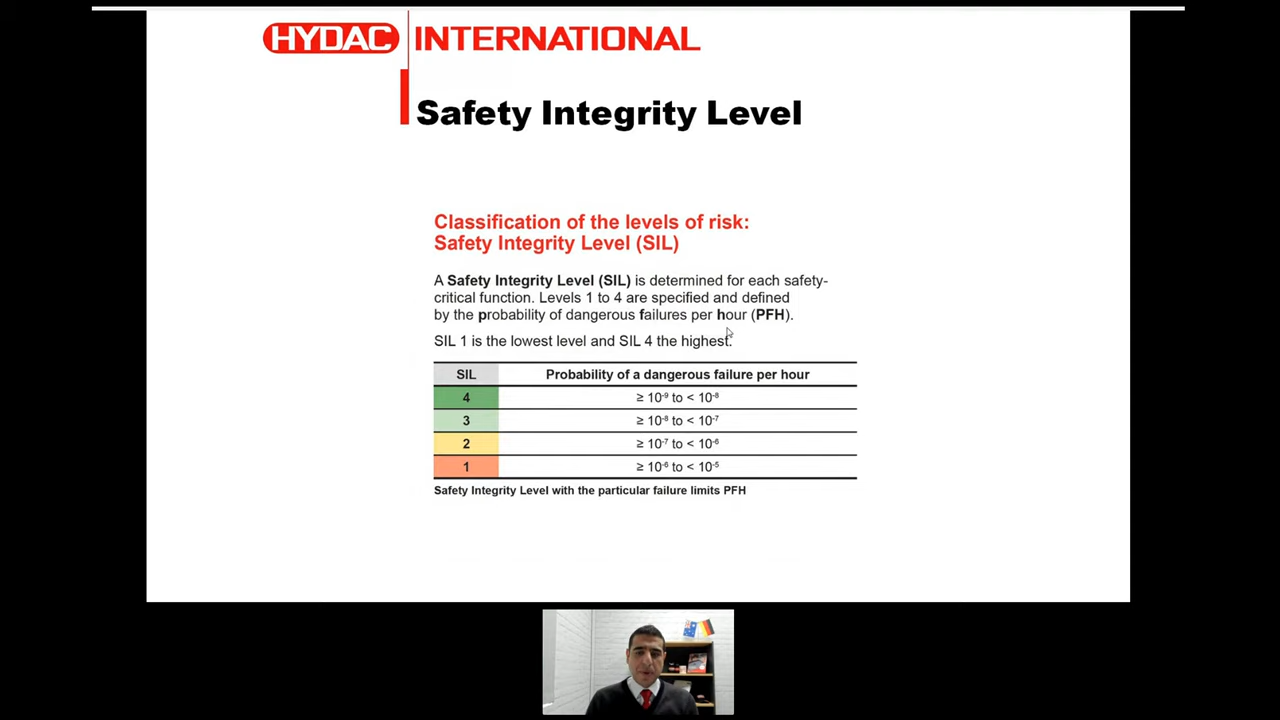 HYDAC INTERNATIONAL
Safety Integrity Level
Classification of the levels of risk:
Safety Integrity Level (SIL)
A Safety Integrity Level (SIL) is determined for each safety-
critical function. Levels 1 to 4 are specified and defined
by the probability of dangerous failures per hour (PFH).
SIL 1 is the lowest level and SIL 4 the highest.
SIL Probability of a dangerous failure per hour
4 ≥ 10⁻⁹ to < 10⁻⁸
3 ≥ 10⁻⁸ to < 10⁻⁷
2 ≥ 10⁻⁷ to < 10⁻⁶
1 ≥ 10⁻⁶ to < 10⁻⁵
Safety Integrity Level with the particular failure limits PFH